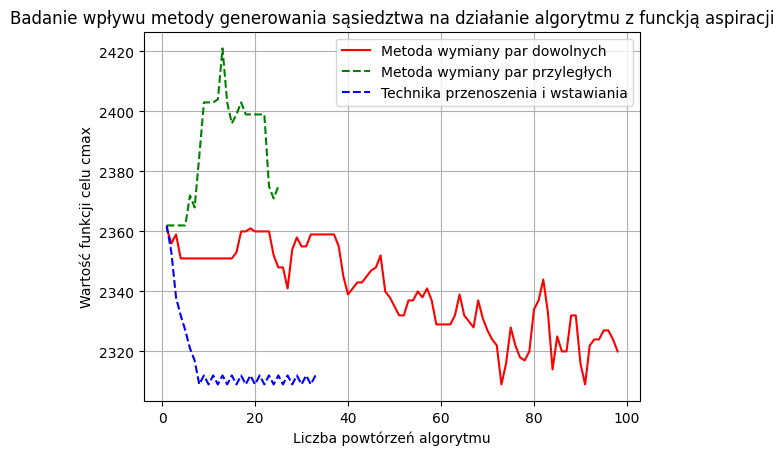 Badanie wpływu metody generowania sąsiedztwa na działanie algorytmu z funckją aspiracji
Metoda wymiany par dowolnych
Metoda wymiany par przyległych
Technika przenoszenia i wstawiania
Wartość funkcji celu cmax
2420
2400
2380
2360
2340
2320
0 20 40 60 80 100
Liczba powtórzeń algorytmu